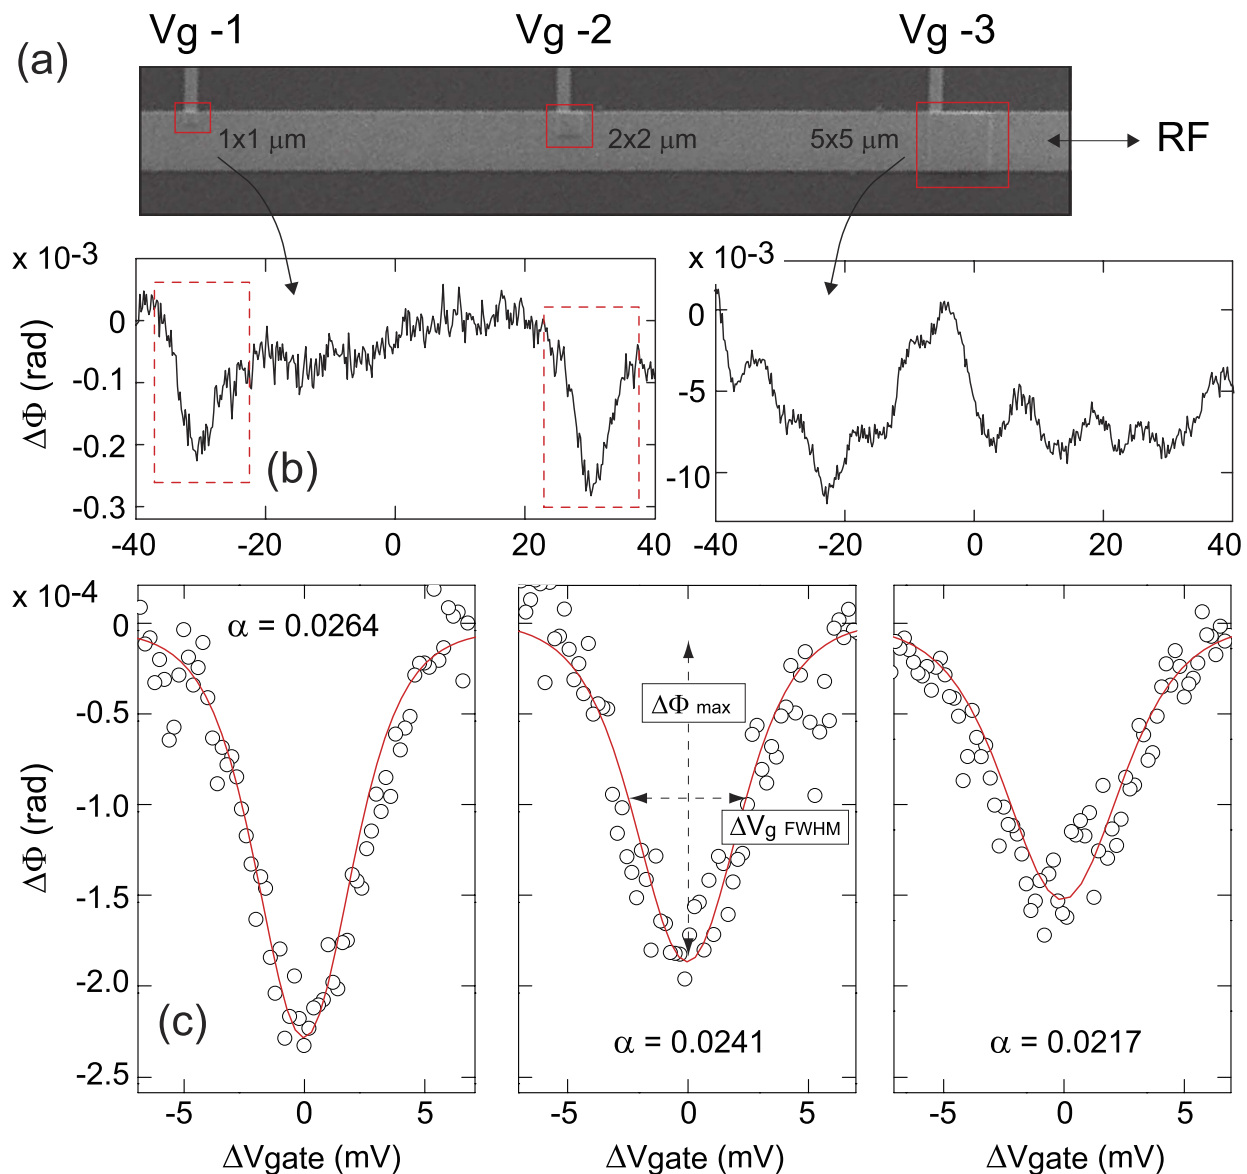 (a)
Vg -1
Vg -2
Vg -3
1x1 μm
2x2 μm
5x5 μm
RF
x 10-3
0
-0.1
-0.2
-0.3
ΔΦ (rad)
(b)
-40
-20
0
20
40
x 10-3
0
-5
-10
-40
-20
0
20
40
x 10-4
0
-0.5
-1.0
-1.5
-2.0
-2.5
ΔΦ (rad)
(c)
α = 0.0264
-5
0
5
ΔVgate (mV)
ΔΦ max
ΔVg FWHM
α = 0.0241
-5
0
5
ΔVgate (mV)
α = 0.0217
-5
0
5
ΔVgate (mV)